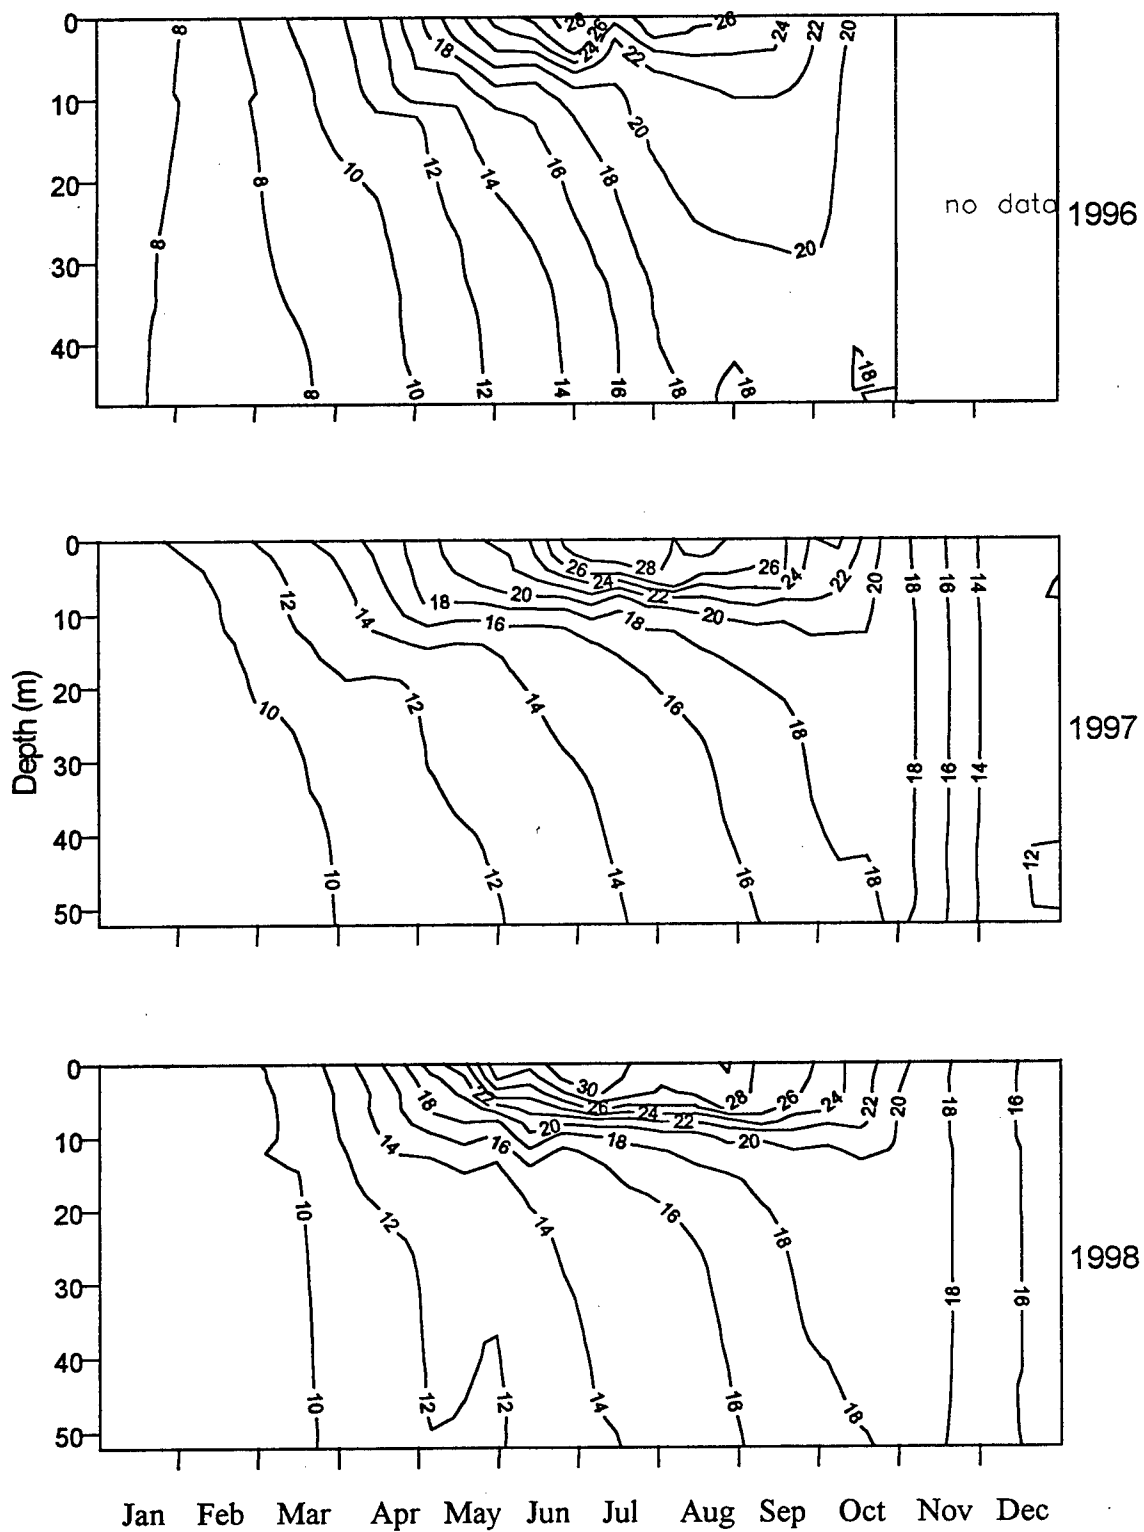 0 8 18 26 26 24 22 26 24 22 20
10 20
10 12 14 16 18
20 8 no data 1996
30 8 20
40 18 18
8 10 12 14 16 18
0
26 28 26 24 22 20 18 16 14
12 24 22
10 14 18 20 16 18 20
20 10 12 14 16 18
Depth (m) 1997
30 18 16 14
40 12
50 10 12 14 16 18
0
30 28 26 24 22 20 18 16
18 22 26 24 22
10 14 16 20 18 20
20 10 12 14 16 18
1998
30 18 16
40
50 10 12 12 14 16 18
Jan Feb Mar Apr May Jun Jul Aug Sep Oct Nov Dec